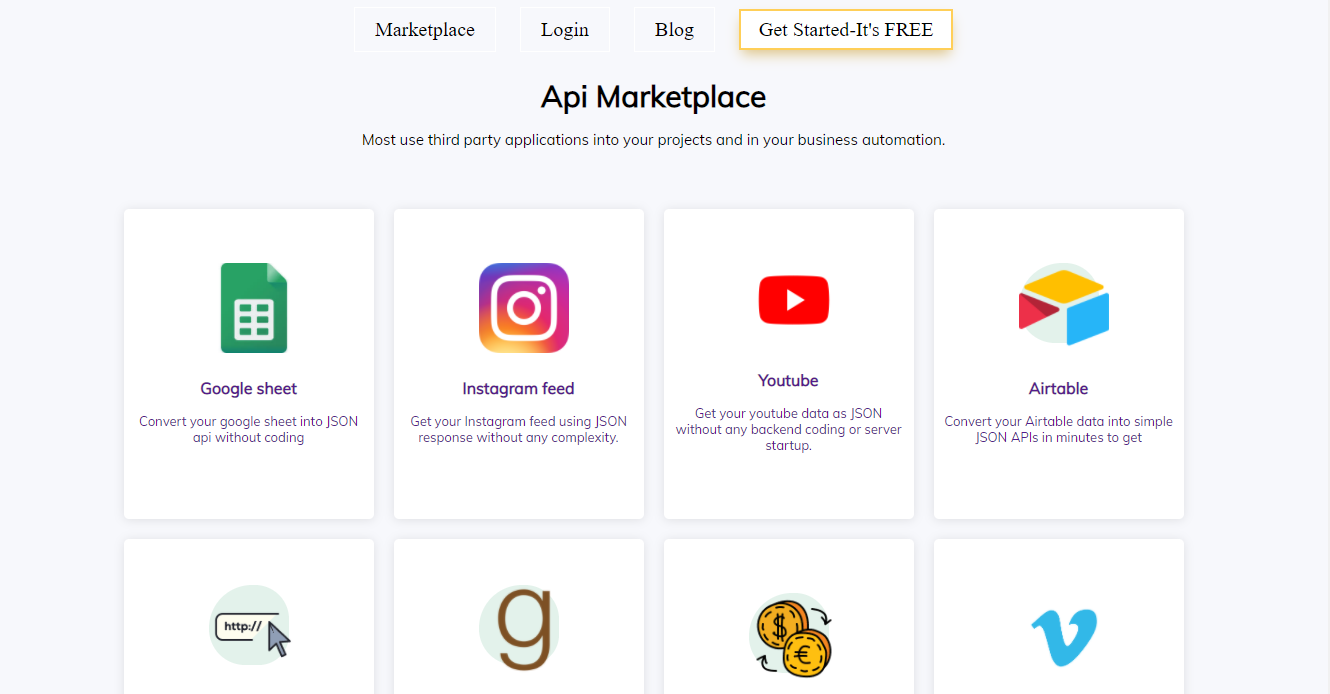 Marketplace
Login
Blog
Get Started-It's FREE
Api Marketplace
Most use third party applications into your projects and in your business automation.
Google sheet
Convert your google sheet into JSON
api without coding
Instagram feed
Get your Instagram feed using JSON
response without any complexity.
Youtube
Get your youtube data as JSON
without any backend coding or server
startup.
Airtable
Convert your Airtable data into simple
JSON APIs in minutes to get
http://
g
$
€